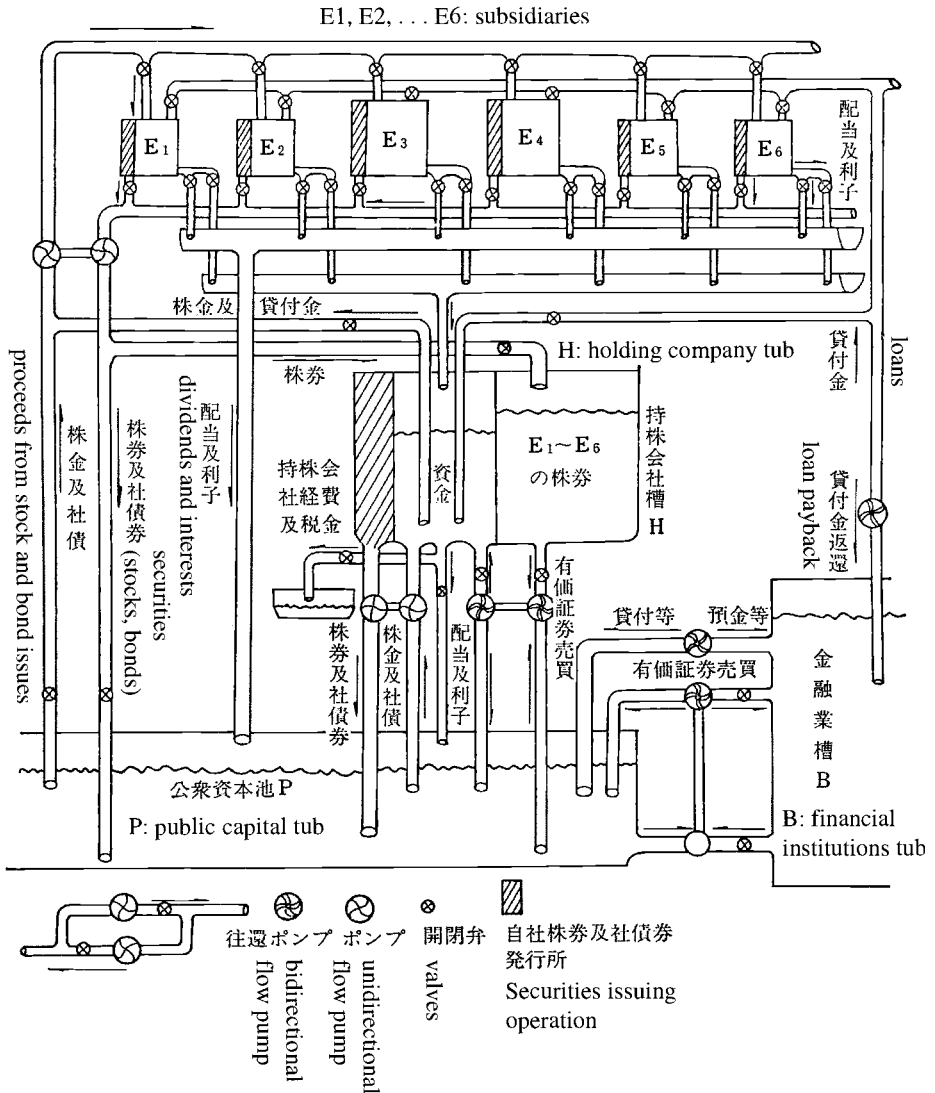 E1, E2, . . . E6: subsidiaries
E1
E2
E3
E4
E5
E6
配当及利子
株金及
貸付金
H: holding company tub
株券
貸付金
loans
proceeds from stock and bond issues
株金及社債
株券及社債券
securities
(stocks, bonds)
配当及利子
dividends and interests
持株会
社経費
及税金
資金
E1～E6
の株券
持株会社槽
H
貸付金返還
loan payback
株券及社債券
株金及社債
配当及利子
有価証券売買
貸付等
預金等
有価証券売買
金融業槽
B
公衆資本池 P
P: public capital tub
B: financial
institutions tub
往還ポンプ
bidirectional
flow pump
ポンプ
unidirectional
flow pump
開閉弁
valves
自社株券及社債券
発行所
Securities issuing
operation